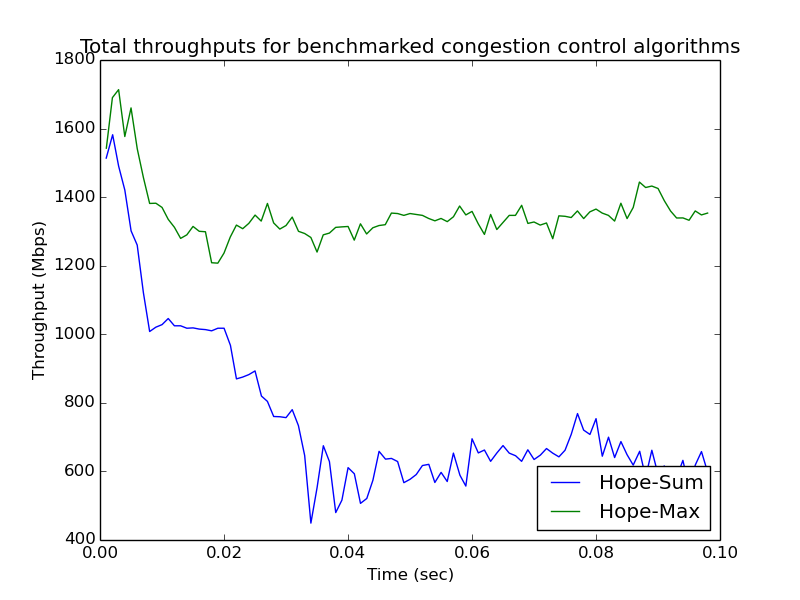 Total throughputs for benchmarked congestion control algorithms
1800
1600
1400
1200
1000
800
600
400
Throughput (Mbps)
Hope-Sum
Hope-Max
0.00 0.02 0.04 0.06 0.08 0.10
Time (sec)